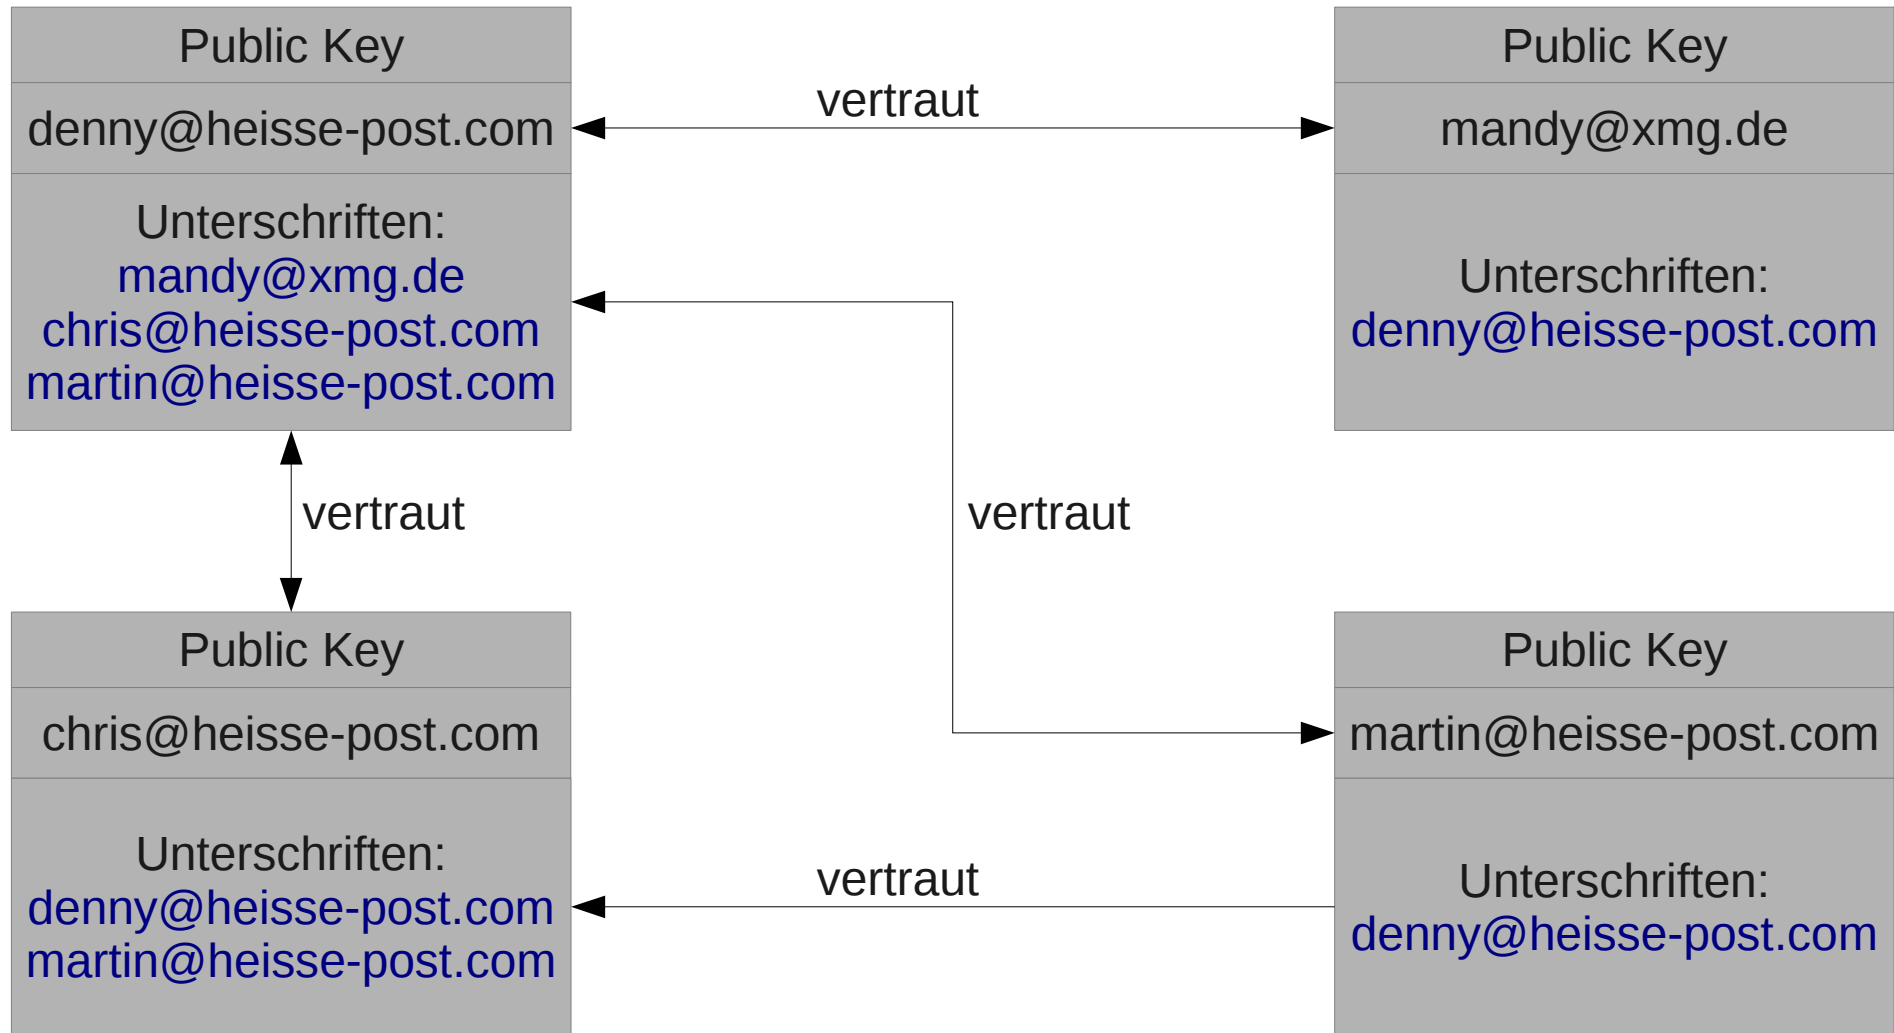 Public Key
denny@heisse-post.com
Unterschriften:
mandy@xmg.de
chris@heisse-post.com
martin@heisse-post.com
vertraut
Public Key
mandy@xmg.de
Unterschriften:
denny@heisse-post.com
vertraut
vertraut
Public Key
chris@heisse-post.com
Unterschriften:
denny@heisse-post.com
martin@heisse-post.com
vertraut
Public Key
martin@heisse-post.com
Unterschriften:
denny@heisse-post.com